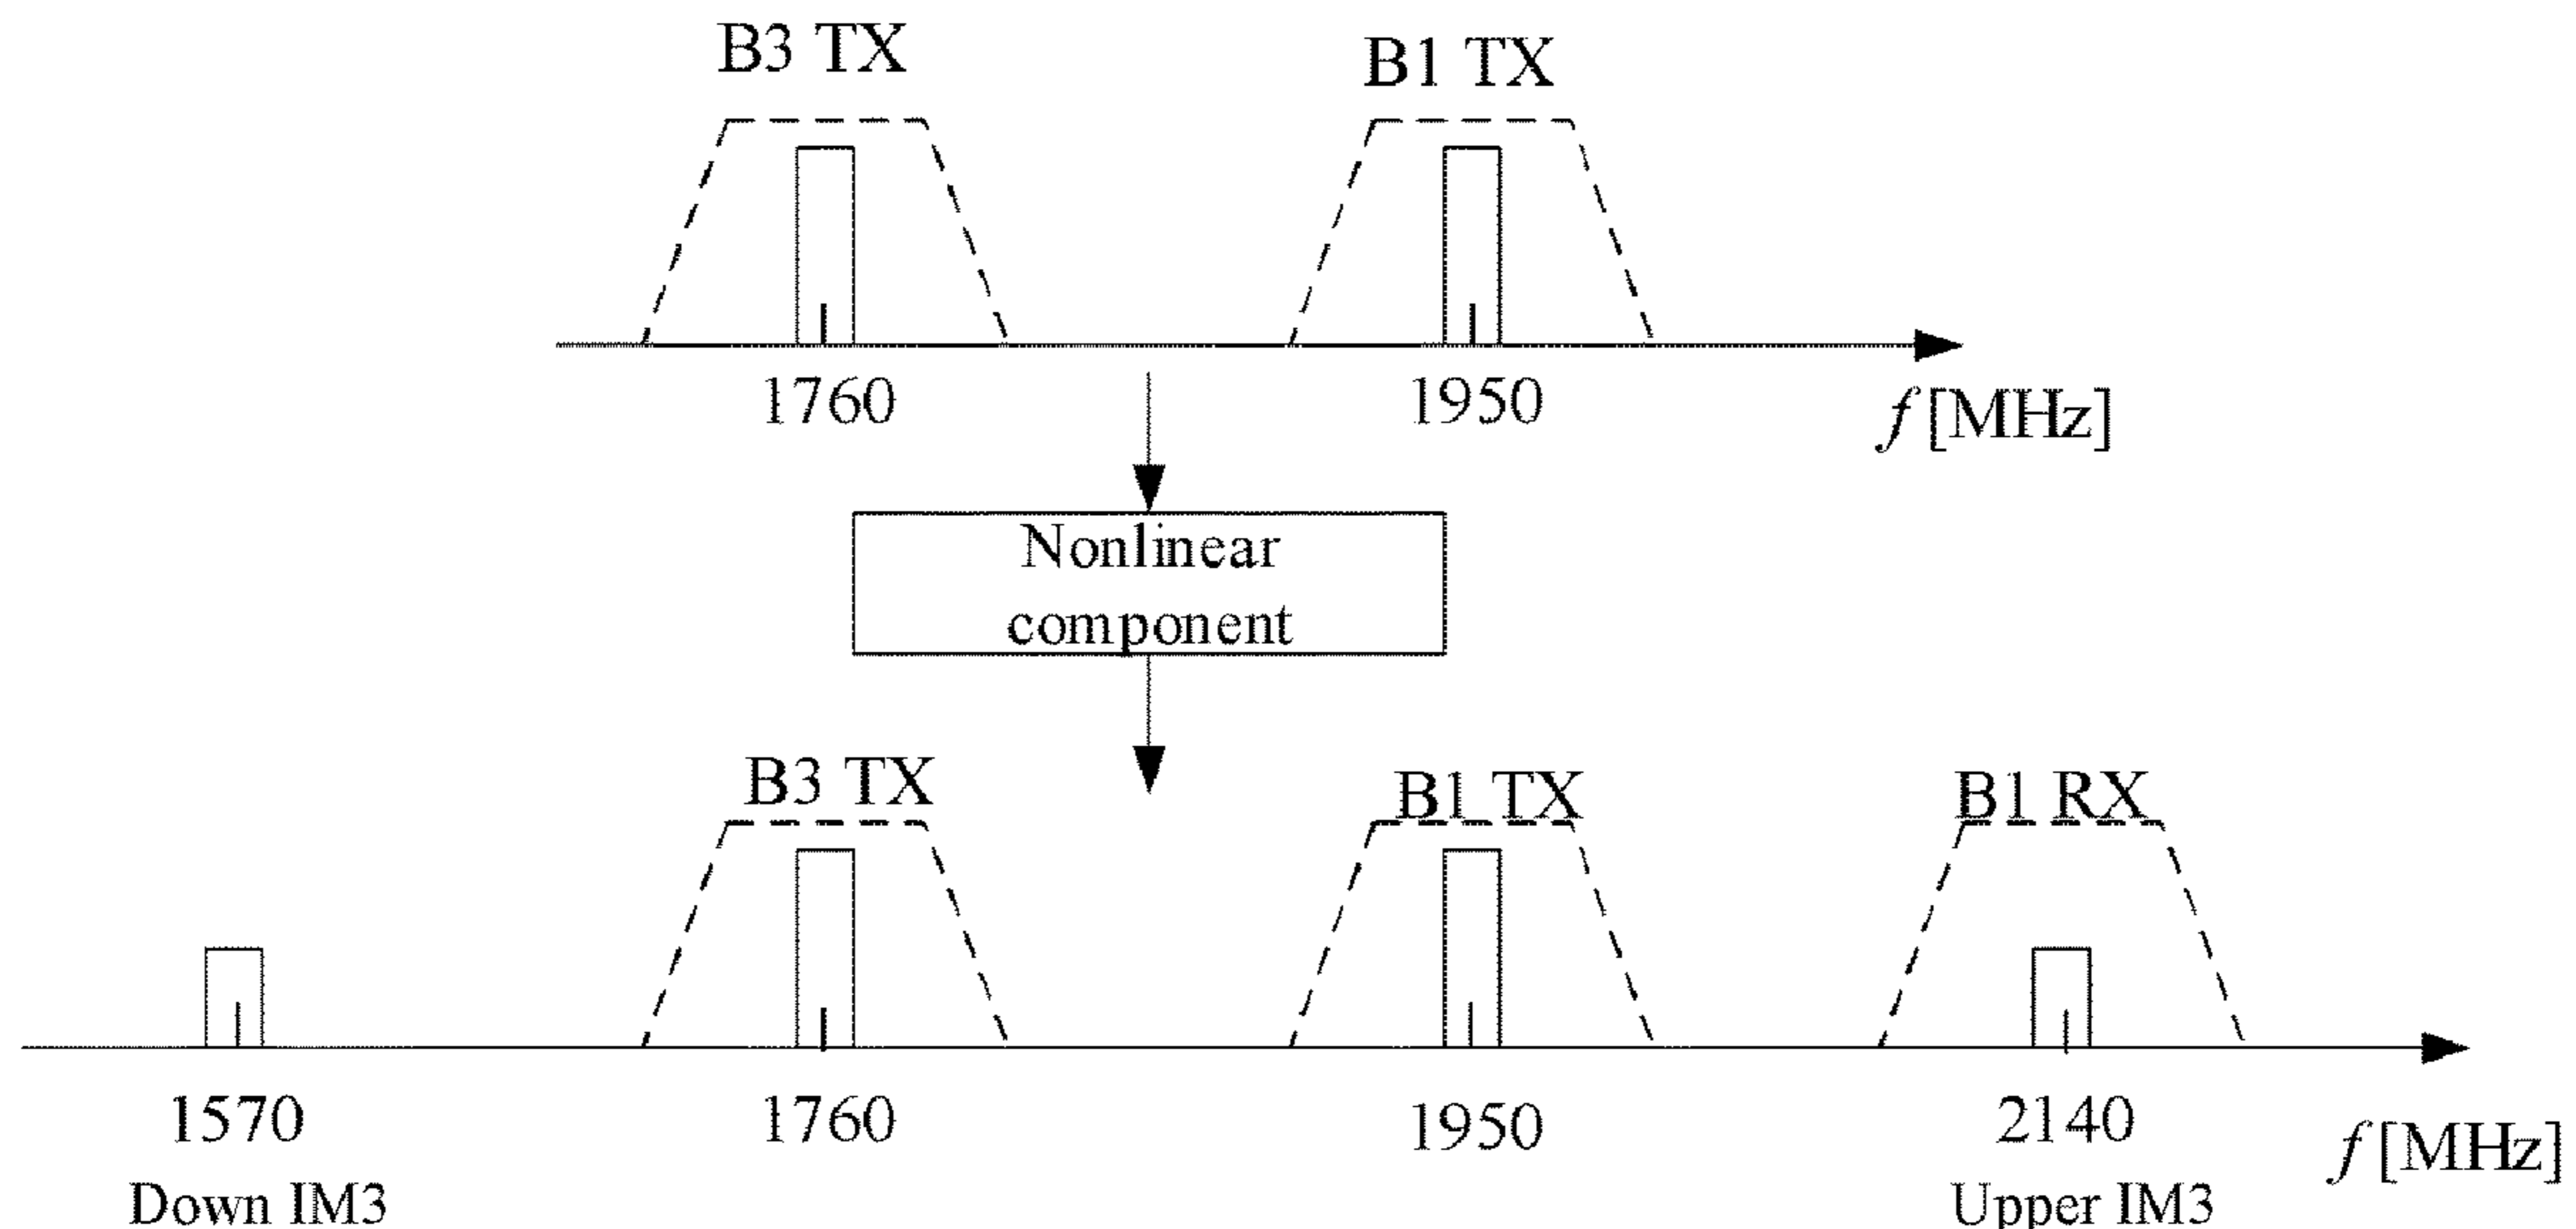 B3 TX
B1 TX
1760
1950
f [MHz]
Nonlinear
component
B3 TX
B1 TX
B1 RX
1570
1760
1950
2140
f [MHz]
Down IM3
Upper IM3